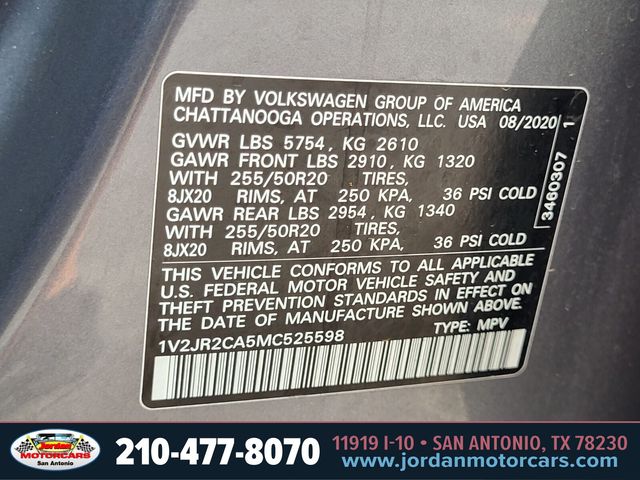 MFD BY VOLKSWAGEN GROUP OF AMERICA
CHATTANOOGA OPERATIONS, LLC. USA 08/2020
GVWR LBS 5754, KG 2610
GAWR FRONT LBS 2910, KG 1320
WITH 255/50R20 TIRES,
8JX20 RIMS, AT 250 KPA, 36 PSI COLD
GAWR REAR LBS 2954, KG 1340
WITH 255/50R20 TIRES,
8JX20 RIMS, AT 250 KPA, 36 PSI COLD
THIS VEHICLE CONFORMS TO ALL APPLICABLE
U.S. FEDERAL MOTOR VEHICLE SAFETY AND
THEFT PREVENTION STANDARDS IN EFFECT ON
THE DATE OF MANUFACTURE SHOWN ABOVE.
1V2JR2CA5MC525598 TYPE: MPV
3460307 1
Jordan
MOTORCARS
San Antonio
210-477-8070
11919 I-10 • SAN ANTONIO, TX 78230
www.jordanmotorcars.com